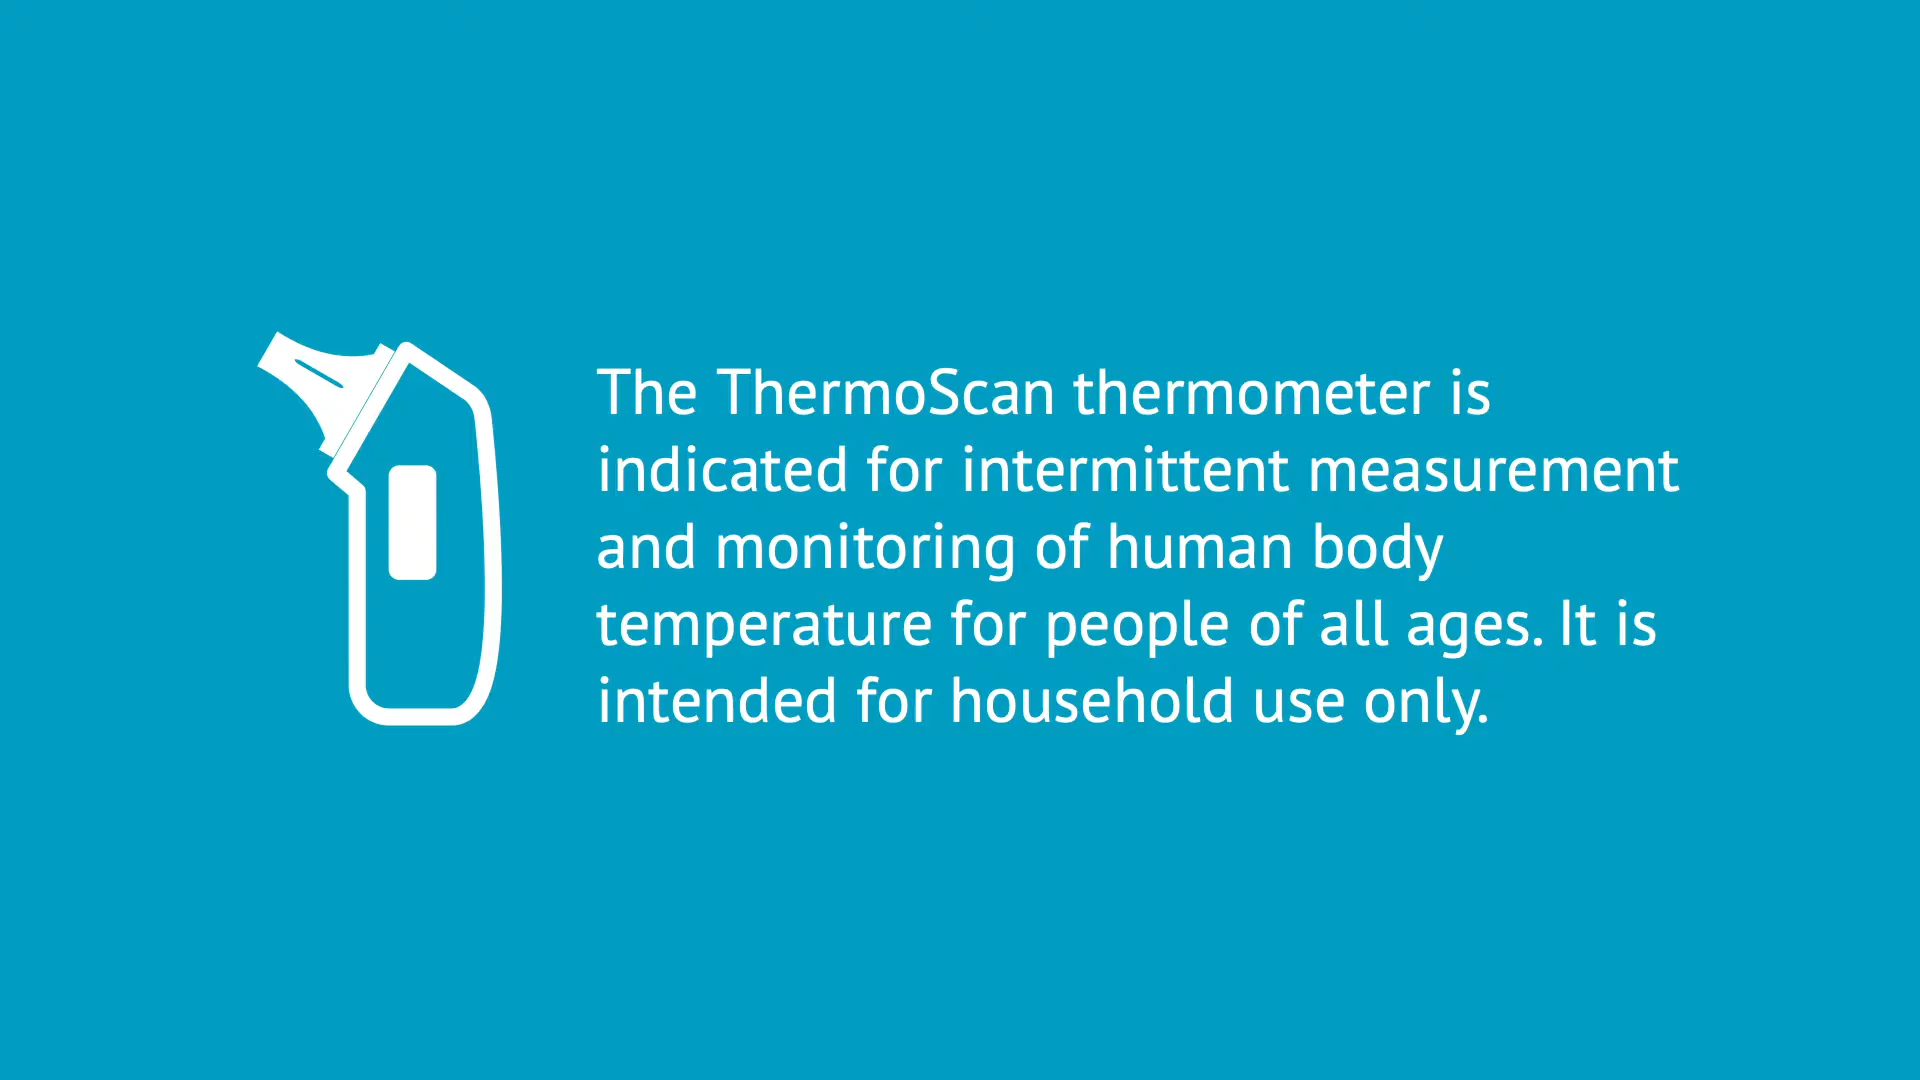 The ThermoScan thermometer is
indicated for intermittent measurement
and monitoring of human body
temperature for people of all ages. It is
intended for household use only.